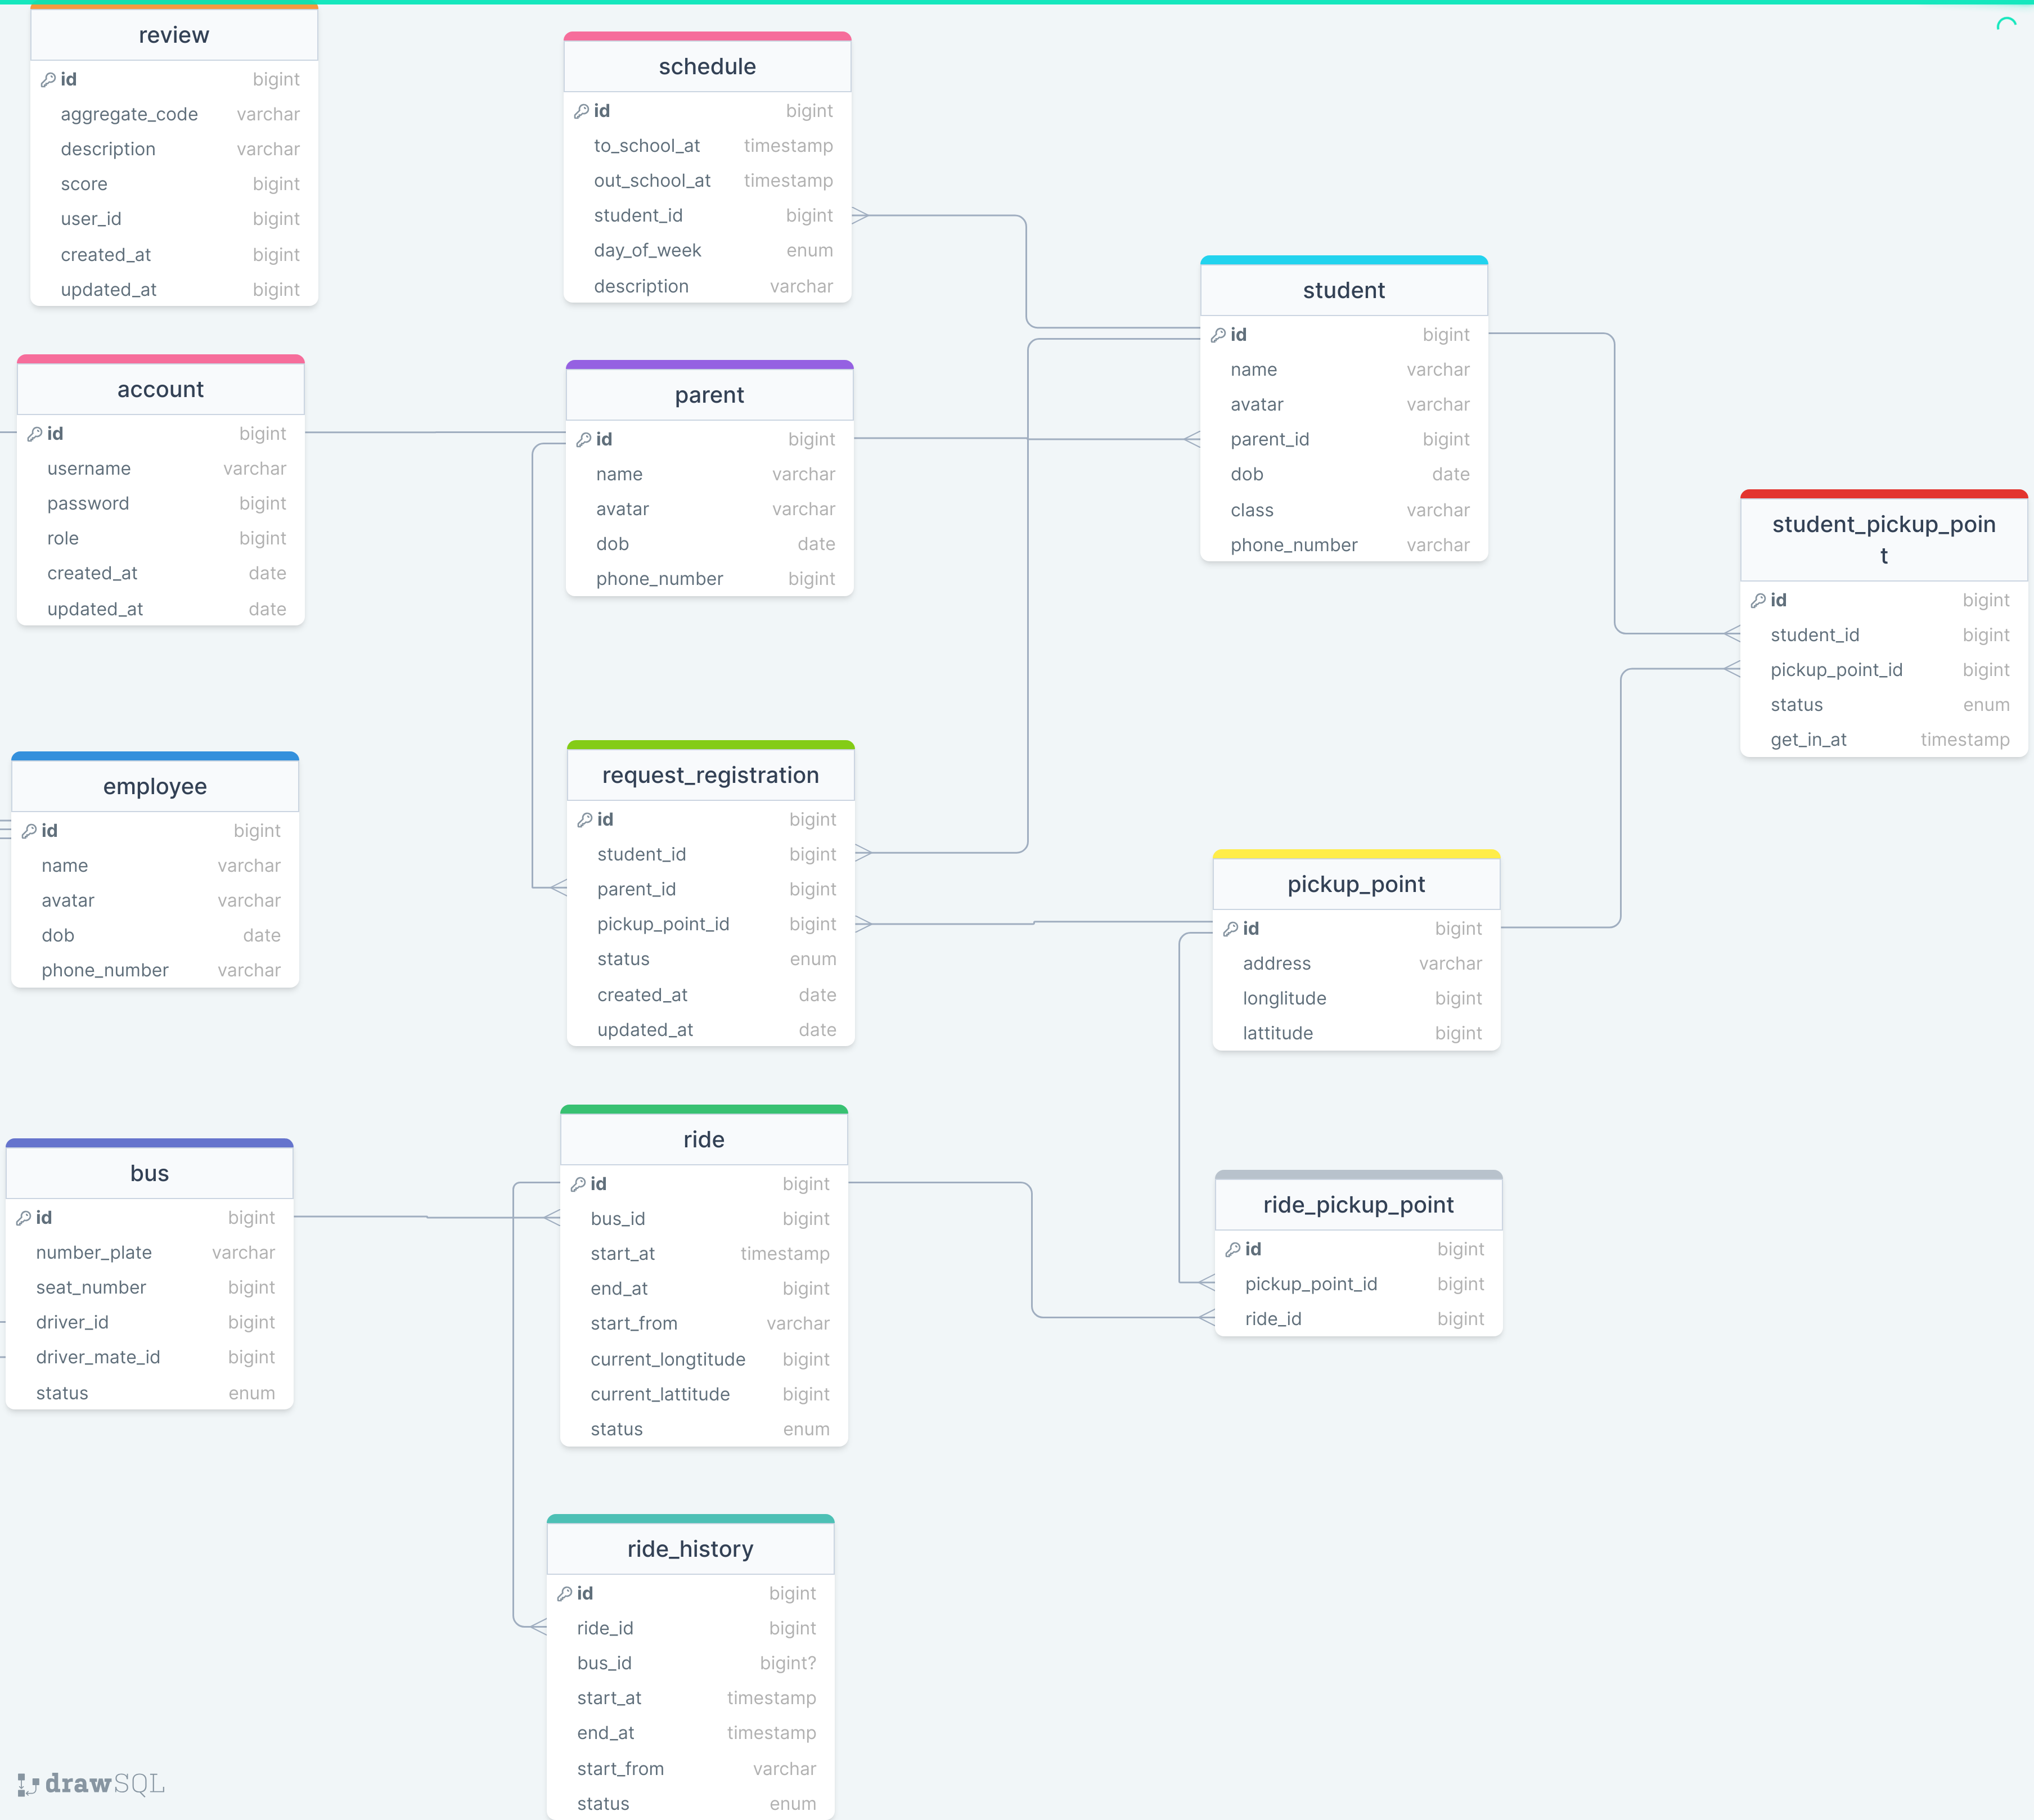 review
id bigint
aggregate_code varchar
description varchar
score bigint
user_id bigint
created_at bigint
updated_at bigint
schedule
id bigint
to_school_at timestamp
out_school_at timestamp
student_id bigint
day_of_week enum
description varchar
student
id bigint
name varchar
avatar varchar
parent_id bigint
dob date
class varchar
phone_number varchar
account
id bigint
username varchar
password bigint
role bigint
created_at date
updated_at date
parent
id bigint
name varchar
avatar varchar
dob date
phone_number bigint
student_pickup_poin
t
id bigint
student_id bigint
pickup_point_id bigint
status enum
get_in_at timestamp
employee
id bigint
name varchar
avatar varchar
dob date
phone_number varchar
request_registration
id bigint
student_id bigint
parent_id bigint
pickup_point_id bigint
status enum
created_at date
updated_at date
pickup_point
id bigint
address varchar
longlitude bigint
lattitude bigint
bus
id bigint
number_plate varchar
seat_number bigint
driver_id bigint
driver_mate_id bigint
status enum
ride
id bigint
bus_id bigint
start_at timestamp
end_at bigint
start_from varchar
current_longtitude bigint
current_lattitude bigint
status enum
ride_pickup_point
id bigint
pickup_point_id bigint
ride_id bigint
ride_history
id bigint
ride_id bigint
bus_id bigint?
start_at timestamp
end_at timestamp
start_from varchar
status enum
drawSQL